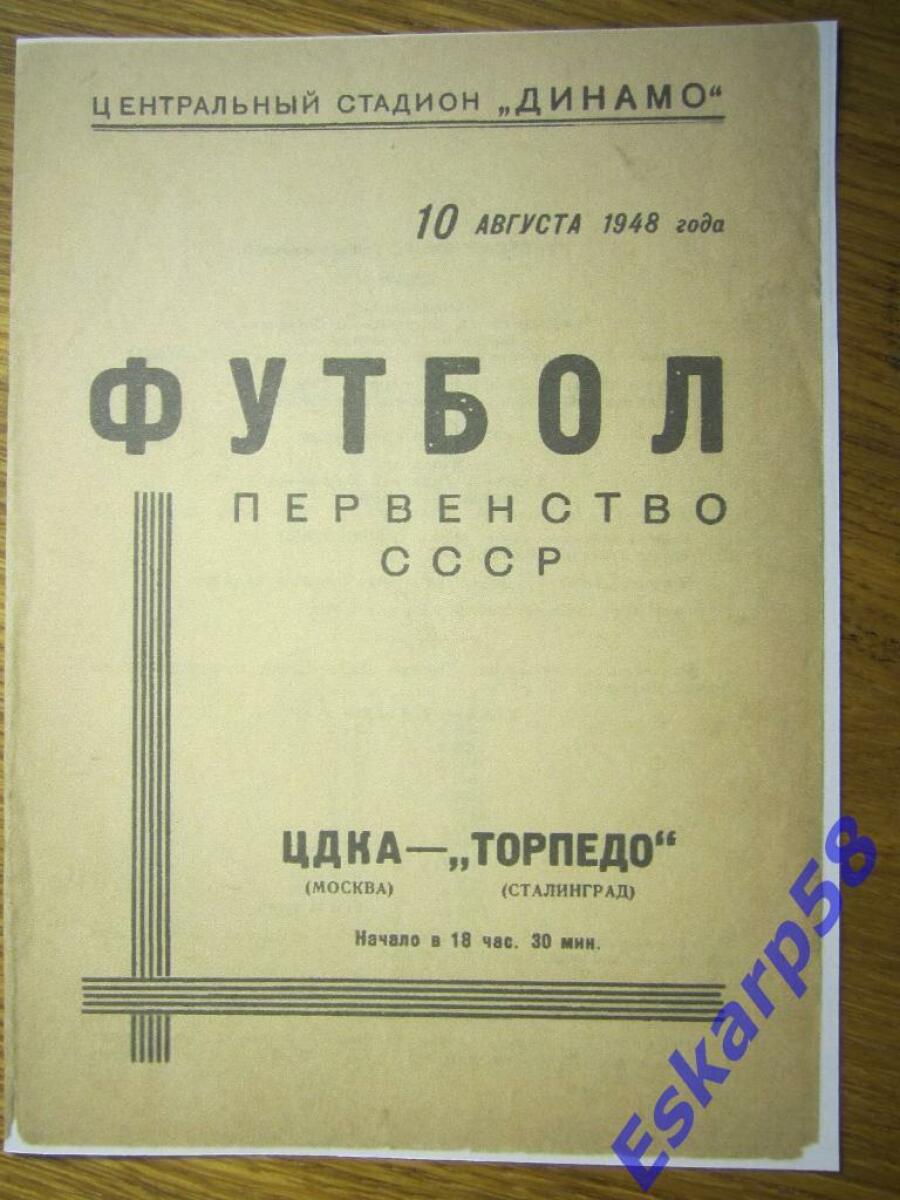 ЦЕНТРАЛЬНЫЙ СТАДИОН „ДИНАМО“
10 АВГУСТА 1948 года
ФУТБОЛ
ПЕРВЕНСТВО
СССР
ЦДКА — „ТОРПЕДО“
(МОСКВА) (СТАЛИНГРАД)
Начало в 18 час. 30 мин.
Eskarp58